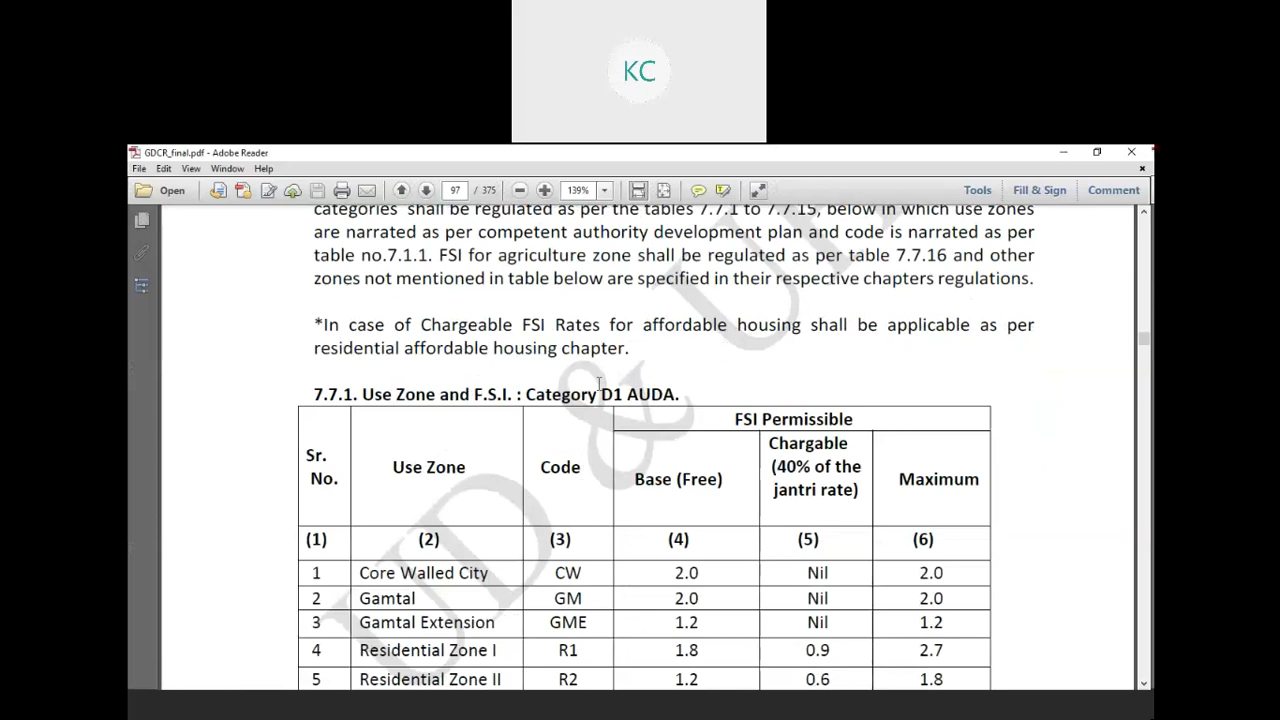 KC
GDCR_final.pdf - Adobe Reader
File Edit View Window Help
Open 97 / 375 139% Tools Fill & Sign Comment
categories shall be regulated as per the tables 7.7.1 to 7.7.15, below in which use zones
are narrated as per competent authority development plan and code is narrated as per
table no.7.1.1. FSI for agriculture zone shall be regulated as per table 7.7.16 and other
zones not mentioned in table below are specified in their respective chapters regulations.
*In case of Chargeable FSI Rates for affordable housing shall be applicable as per
residential affordable housing chapter.
7.7.1. Use Zone and F.S.I. : Category D1 AUDA.
Sr. No. Use Zone Code FSI Permissible
Base (Free) Chargable (40% of the jantri rate) Maximum
(1) (2) (3) (4) (5) (6)
1 Core Walled City CW 2.0 Nil 2.0
2 Gamtal GM 2.0 Nil 2.0
3 Gamtal Extension GME 1.2 Nil 1.2
4 Residential Zone I R1 1.8 0.9 2.7
5 Residential Zone II R2 1.2 0.6 1.8